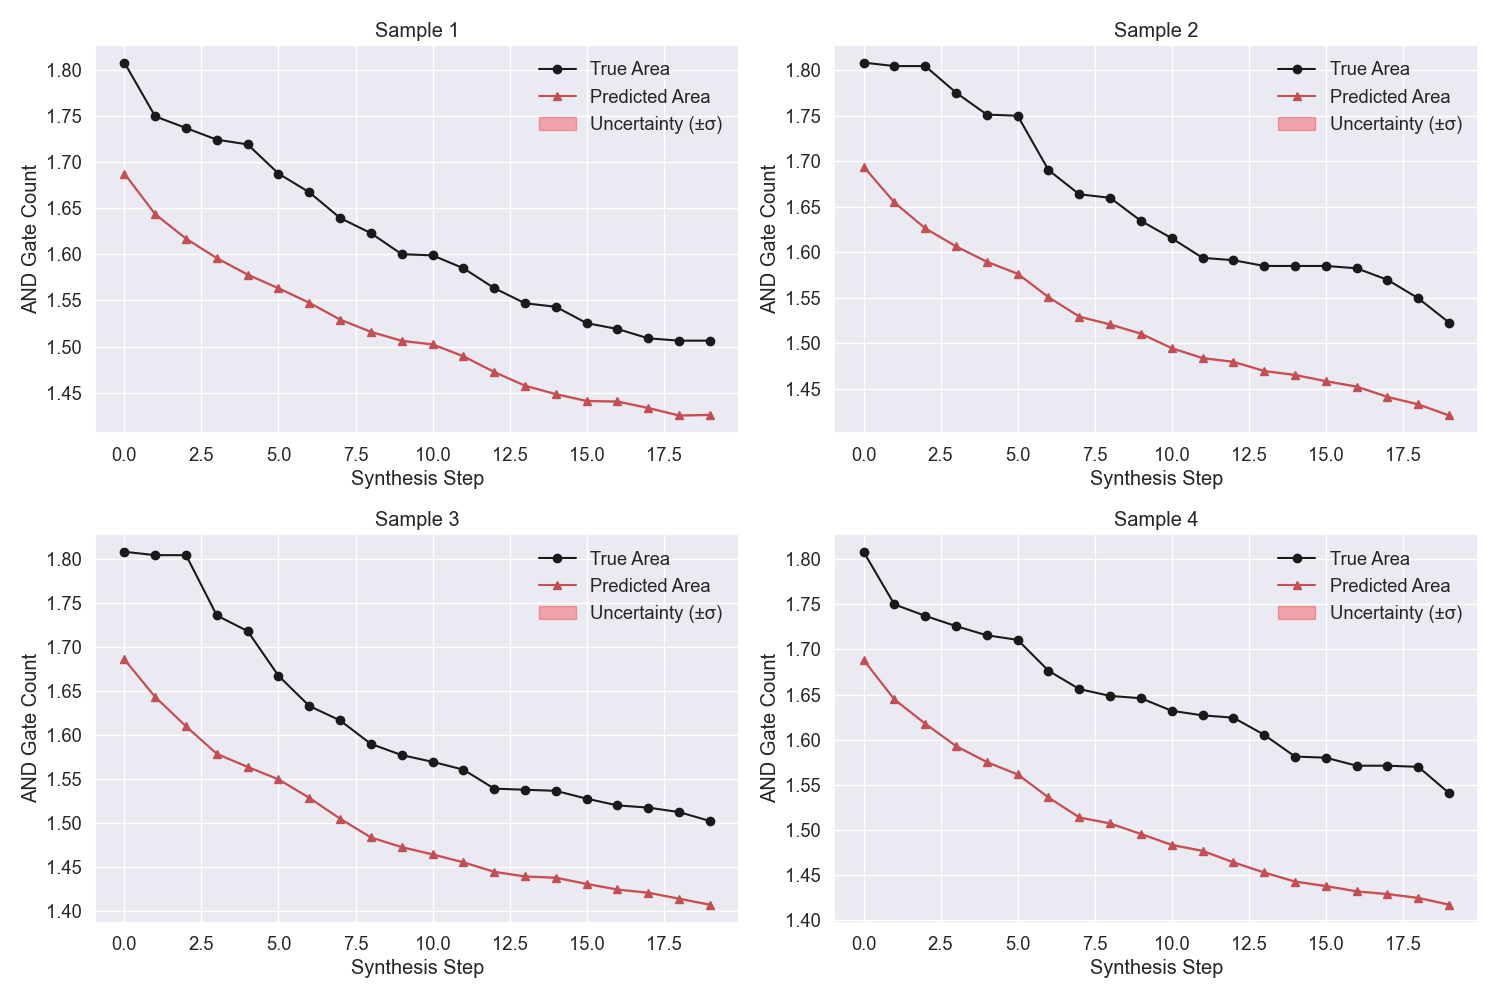 Sample 1
AND Gate Count
1.80
1.75
1.70
1.65
1.60
1.55
1.50
1.45
True Area
Predicted Area
Uncertainty (±σ)
0.0 2.5 5.0 7.5 10.0 12.5 15.0 17.5
Synthesis Step
Sample 2
AND Gate Count
1.80
1.75
1.70
1.65
1.60
1.55
1.50
1.45
True Area
Predicted Area
Uncertainty (±σ)
0.0 2.5 5.0 7.5 10.0 12.5 15.0 17.5
Synthesis Step
Sample 3
AND Gate Count
1.80
1.75
1.70
1.65
1.60
1.55
1.50
1.45
1.40
True Area
Predicted Area
Uncertainty (±σ)
0.0 2.5 5.0 7.5 10.0 12.5 15.0 17.5
Synthesis Step
Sample 4
AND Gate Count
1.80
1.75
1.70
1.65
1.60
1.55
1.50
1.45
1.40
True Area
Predicted Area
Uncertainty (±σ)
0.0 2.5 5.0 7.5 10.0 12.5 15.0 17.5
Synthesis Step